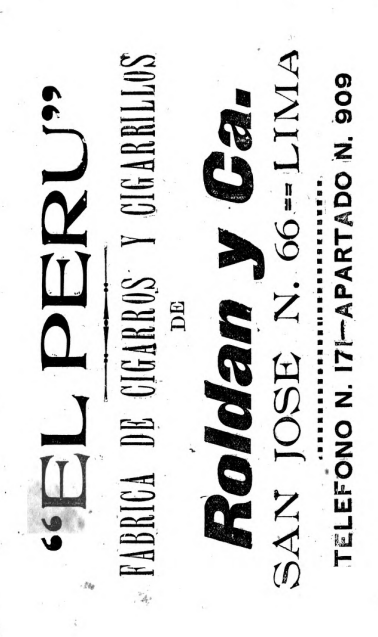 “EL PERU”
FABRICA DE CIGARROS Y CIGARRILLOS
DE
Roldan y Ca.
SAN JOSE N. 66 == LIMA
TELEFONO N. 171—APARTADO N. 909